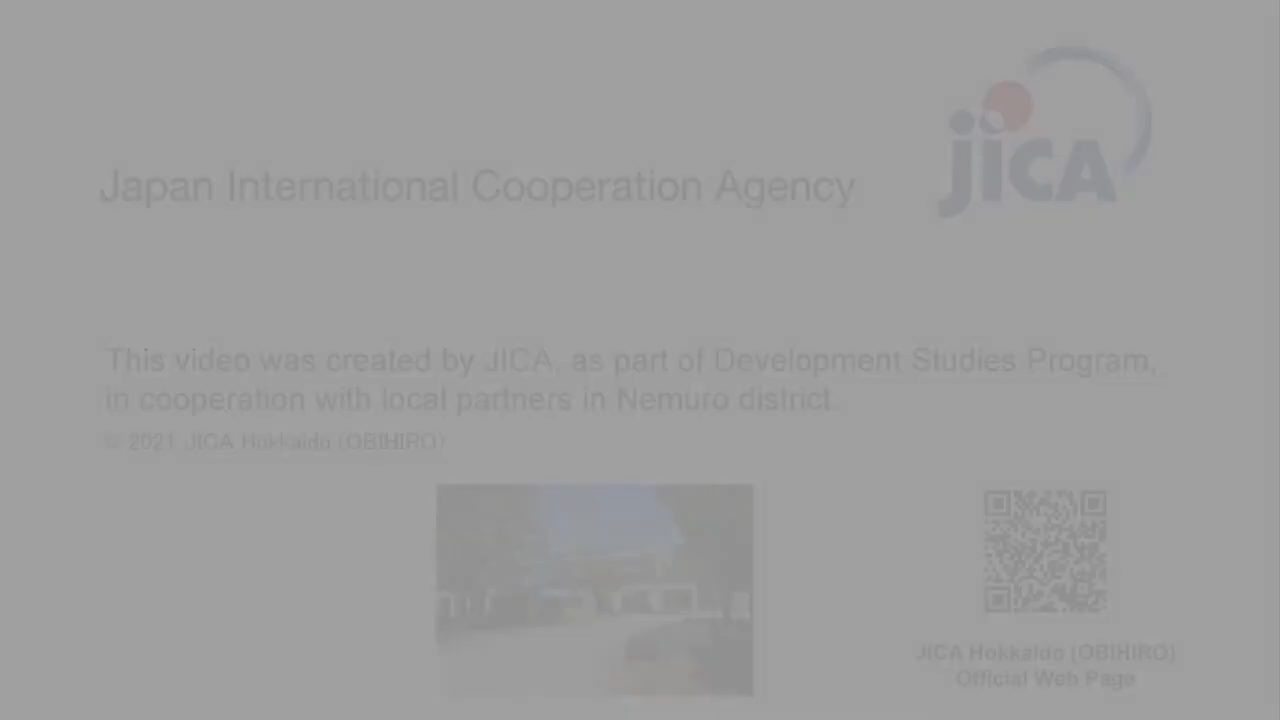 jICA
Japan International Cooperation Agency
This video was created by JICA, as part of Development Studies Program,
in cooperation with local partners in Nemuro district.
© 2021 JICA Hokkaido (OBIHIRO)
JICA Hokkaido (OBIHIRO)
Official Web Page